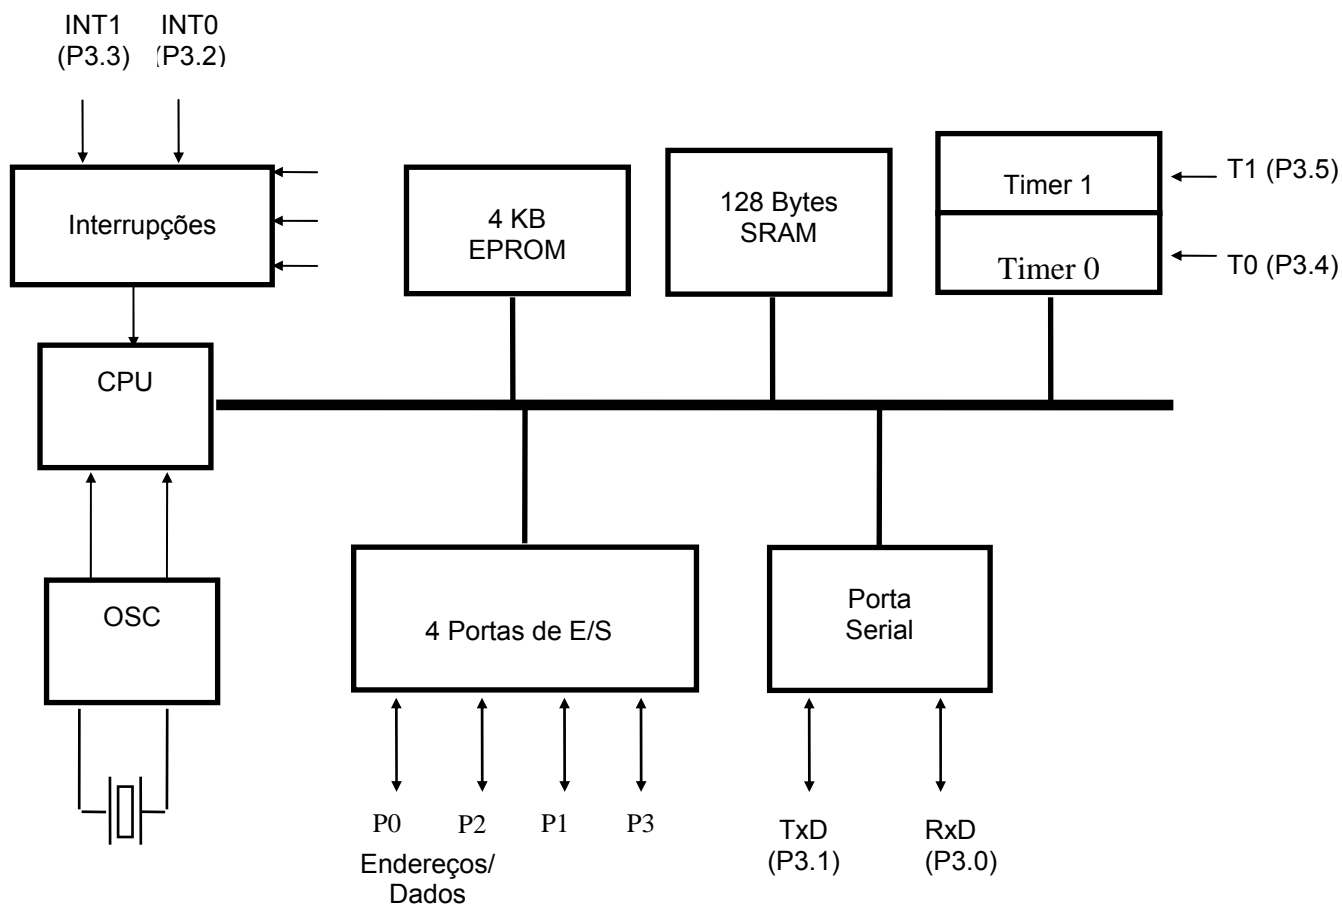 INT1 INT0
(P3.3) (P3.2)
Interrupções
4 KB
EPROM
128 Bytes
SRAM
Timer 1
Timer 0
T1 (P3.5)
T0 (P3.4)
CPU
OSC
4 Portas de E/S
Porta
Serial
P0 P2 P1 P3
Endereços/
Dados
TxD
(P3.1)
RxD
(P3.0)